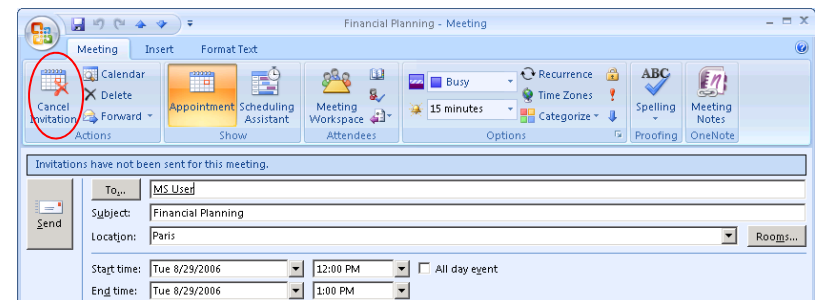 Financial Planning - Meeting
Meeting Insert Format Text
Cancel Invitation
Calendar
Delete
Forward
Actions
Appointment
Scheduling Assistant
Show
Meeting Workspace
Attendees
Busy
15 minutes
Recurrence
Time Zones
Categorize
Options
ABC
Spelling
Proofing
Meeting Notes
OneNote
Invitations have not been sent for this meeting.
Send
To... MS User
Subject: Financial Planning
Location: Paris Rooms...
Start time: Tue 8/29/2006 12:00 PM All day event
End time: Tue 8/29/2006 1:00 PM